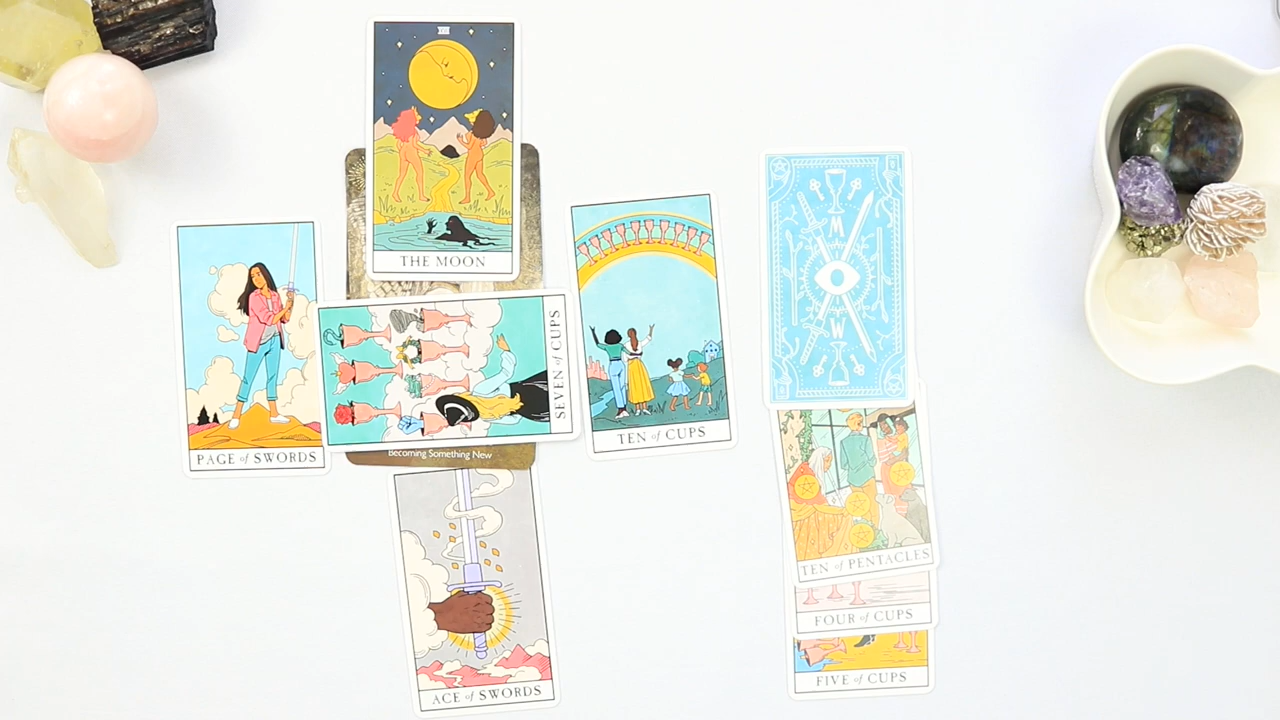 XVIII
THE MOON
PAGE of SWORDS
SEVEN of CUPS
TEN of CUPS
Becoming Something New
ACE of SWORDS
M
W
TEN of PENTACLES
FOUR of CUPS
FIVE of CUPS